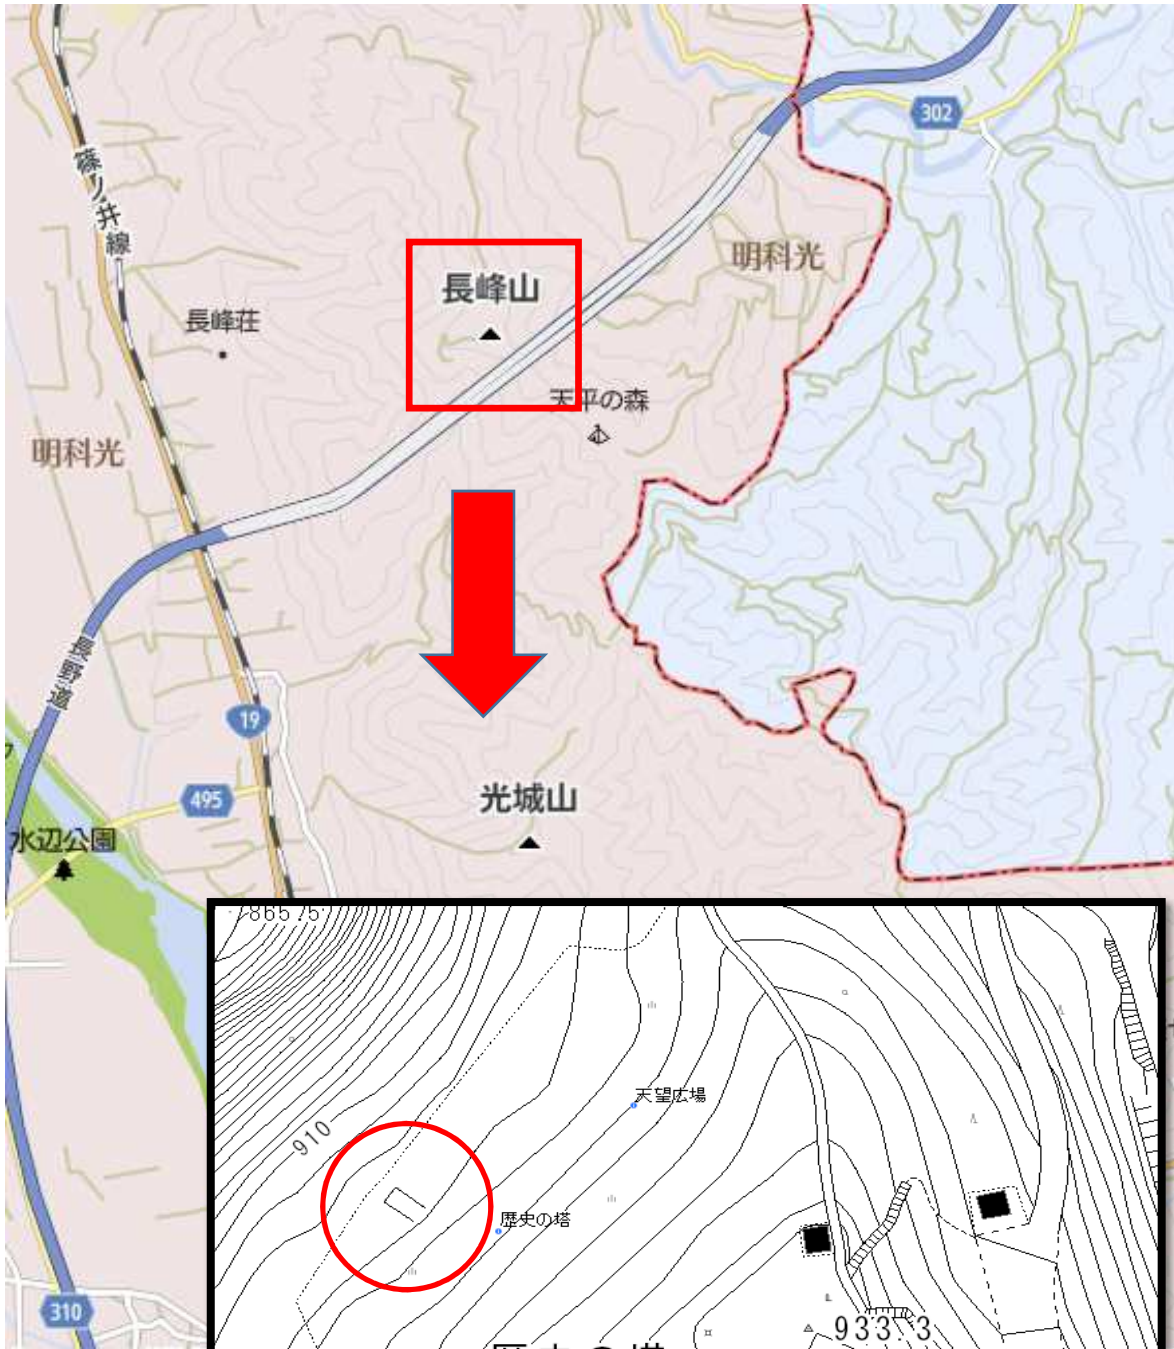 302
篠ノ井線
明科光
長峰山
長峰荘
天平の森
明科光
長野道
19
光城山
495
水辺公園
865.5
天望広場
910
歴史の塔
310
933.3